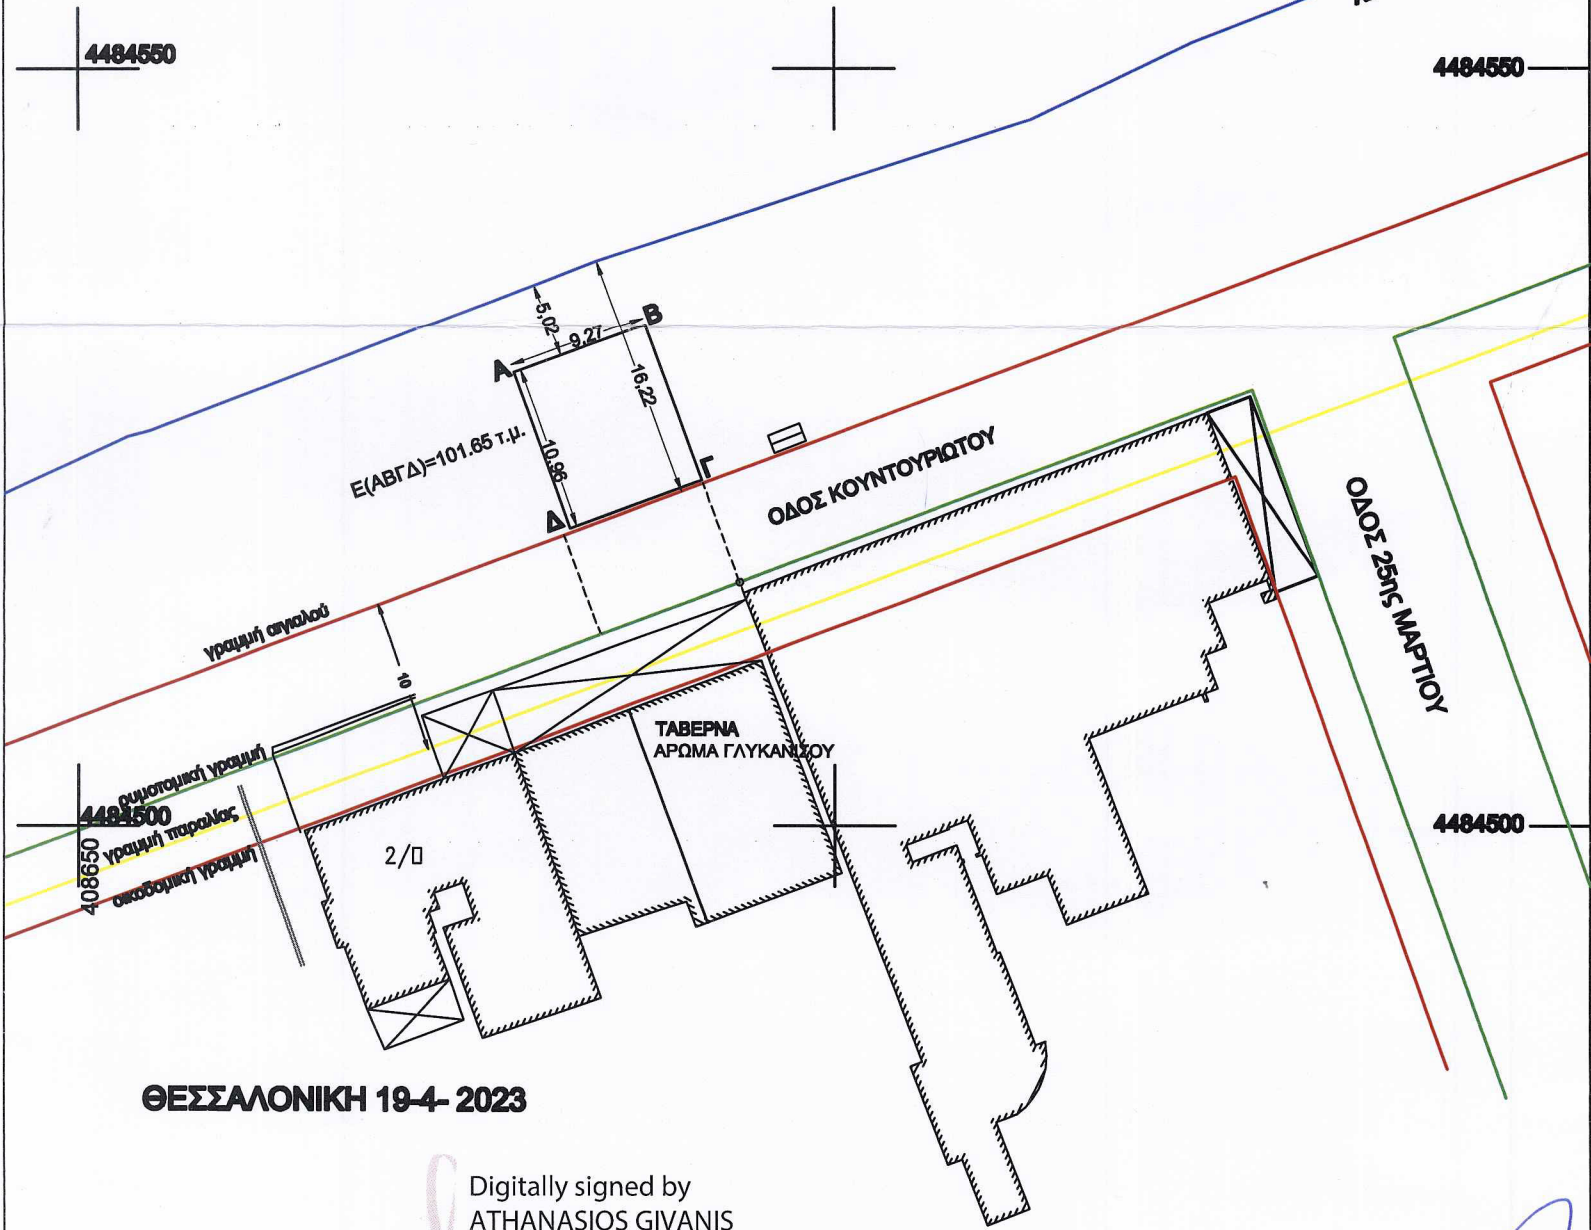 4484550
4484550
5,02
9,27
Β
Α
16,22
10,96
Ε(ΑΒΓΔ)=101.65 τ.μ.
Γ
Δ
ΟΔΟΣ ΚΟΥΝΤΟΥΡΙΩΤΟΥ
ΟΔΟΣ 25ης ΜΑΡΤΙΟΥ
γραμμή αιγιαλού
10
ρυμοτομική γραμμή
ΤΑΒΕΡΝΑ
ΑΡΩΜΑ ΓΛΥΚΑΝΙΣΟΥ
4484500
4484500
γραμμή παραλίας
οικοδομική γραμμή
408650
2/▯
ΘΕΣΣΑΛΟΝΙΚΗ 19-4- 2023
Digitally signed by
ATHANASIOS GIVANIS